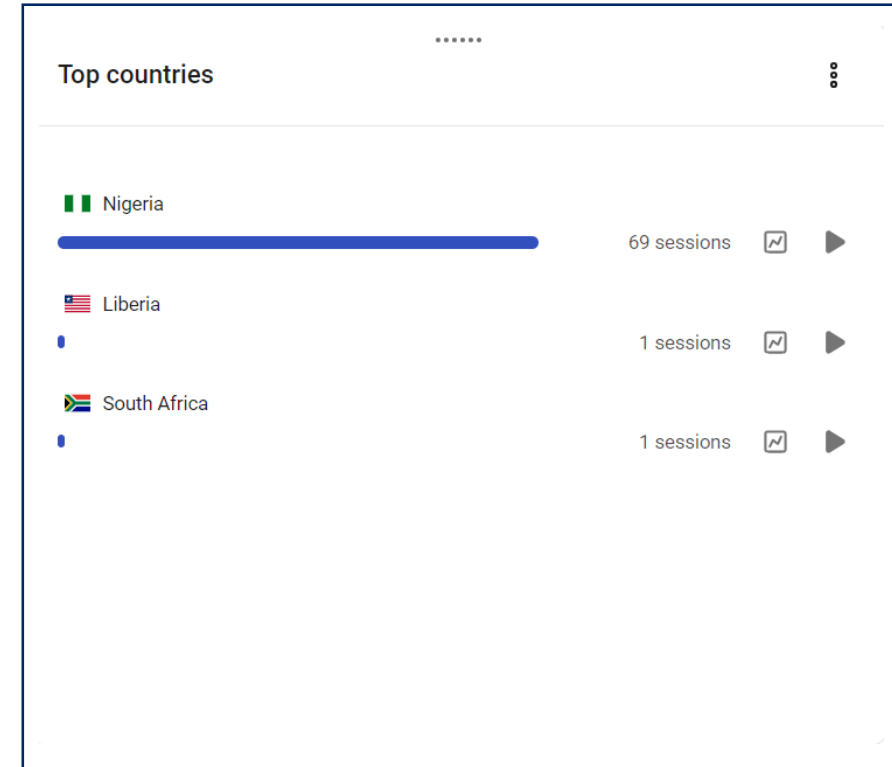 Top countries
Nigeria
69 sessions
Liberia
1 sessions
South Africa
1 sessions